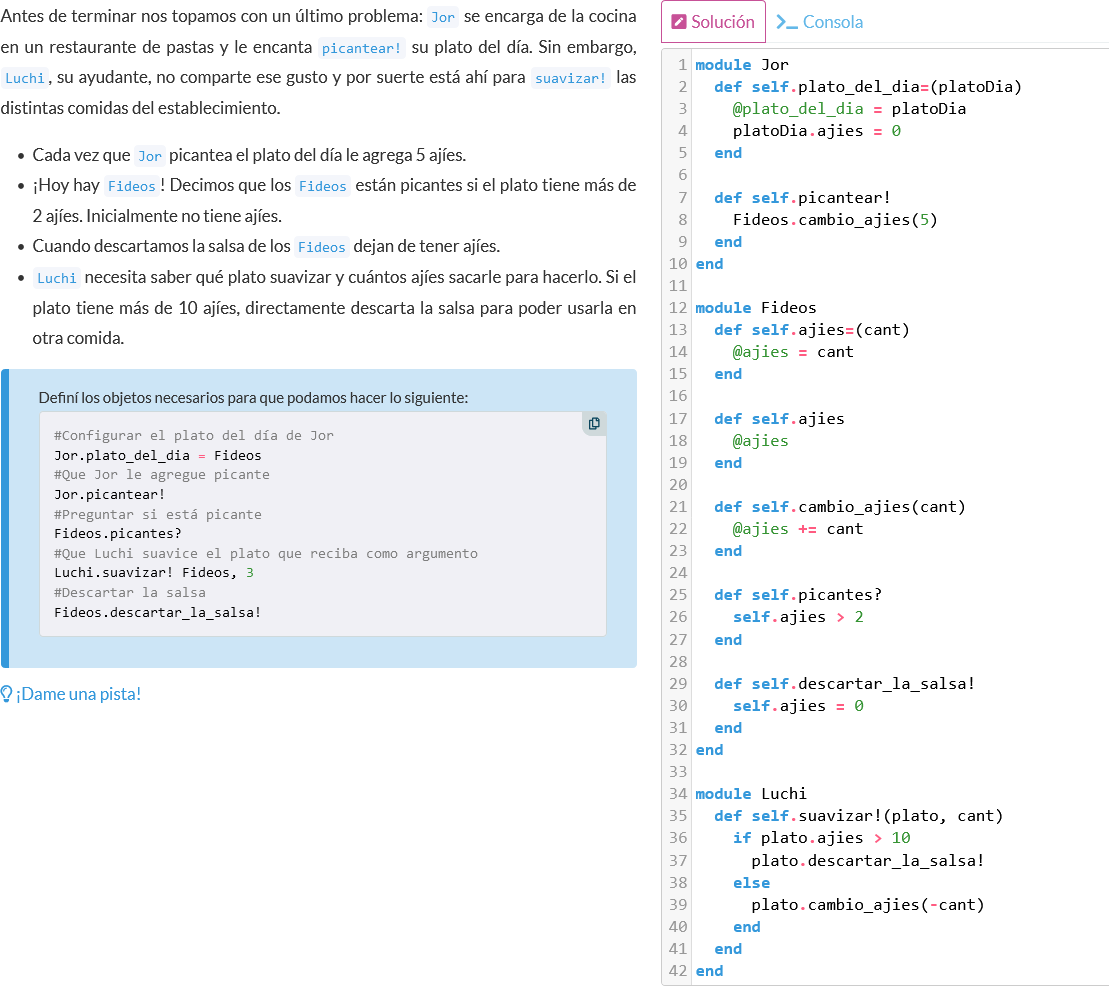 Antes de terminar nos topamos con un último problema: Jor se encarga de la cocina
en un restaurante de pastas y le encanta picantear! su plato del día. Sin embargo,
Luchi, su ayudante, no comparte ese gusto y por suerte está ahí para suavizar! las
distintas comidas del establecimiento.
• Cada vez que Jor picantea el plato del día le agrega 5 ajíes.
• ¡Hoy hay Fideos! Decimos que los Fideos están picantes si el plato tiene más de
2 ajíes. Inicialmente no tiene ajíes.
• Cuando descartamos la salsa de los Fideos dejan de tener ajíes.
• Luchi necesita saber qué plato suavizar y cuántos ajíes sacarle para hacerlo. Si el
plato tiene más de 10 ajíes, directamente descarta la salsa para poder usarla en
otra comida.
Definí los objetos necesarios para que podamos hacer lo siguiente:
#Configurar el plato del día de Jor
Jor.plato_del_dia = Fideos
#Que Jor le agregue picante
Jor.picantear!
#Preguntar si está picante
Fideos.picantes?
#Que Luchi suavice el plato que reciba como argumento
Luchi.suavizar! Fideos, 3
#Descartar la salsa
Fideos.descartar_la_salsa!
¡Dame una pista!
Solución
Consola
1 module Jor
2   def self.plato_del_dia=(platoDia)
3     @plato_del_dia = platoDia
4     platoDia.ajies = 0
5   end
6
7   def self.picantear!
8     Fideos.cambio_ajies(5)
9   end
10 end
11
12 module Fideos
13   def self.ajies=(cant)
14     @ajies = cant
15   end
16
17   def self.ajies
18     @ajies
19   end
20
21   def self.cambio_ajies(cant)
22     @ajies += cant
23   end
24
25   def self.picantes?
26     self.ajies > 2
27   end
28
29   def self.descartar_la_salsa!
30     self.ajies = 0
31   end
32 end
33
34 module Luchi
35   def self.suavizar!(plato, cant)
36     if plato.ajies > 10
37       plato.descartar_la_salsa!
38     else
39       plato.cambio_ajies(-cant)
40     end
41   end
42 end